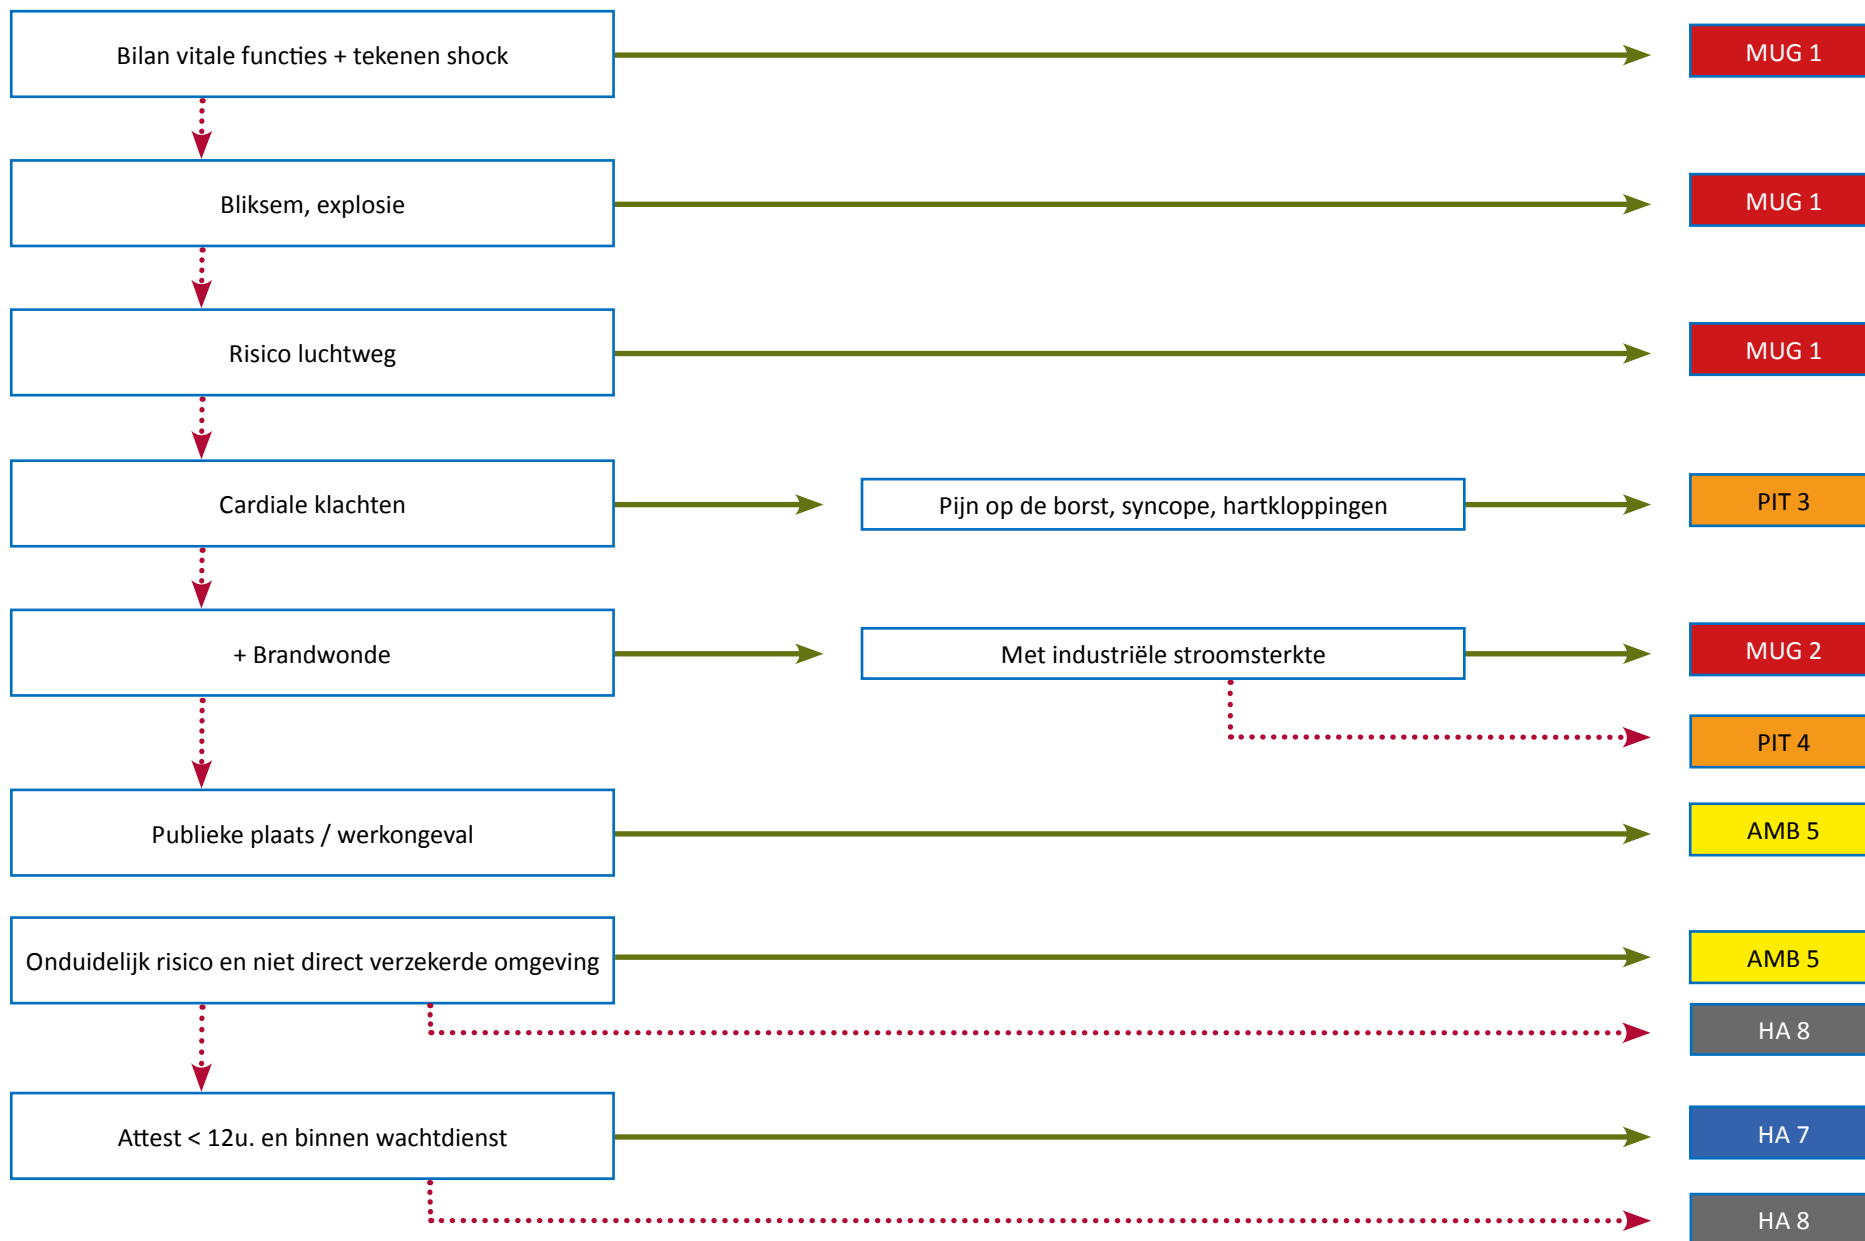 Bilan vitale functies + tekenen shock
MUG 1
Bliksem, explosie
MUG 1
Risico luchtweg
MUG 1
Cardiale klachten
Pijn op de borst, syncope, hartkloppingen
PIT 3
+ Brandwonde
Met industriële stroomsterkte
MUG 2
PIT 4
Publieke plaats / werkongeval
AMB 5
Onduidelijk risico en niet direct verzekerde omgeving
AMB 5
HA 8
Attest < 12u. en binnen wachtdienst
HA 7
HA 8